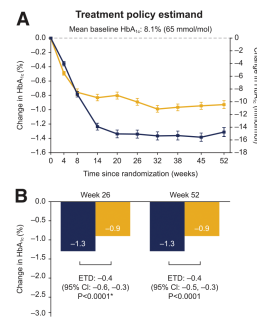 A
Treatment policy estimand
Mean baseline HbA1c: 8.1% (65 mmol/mol)
Change in HbA1c (%)
0.0
−0.2
−0.4
−0.6
−0.8
−1.0
−1.2
−1.4
−1.6
0
−2
−4
−6
−8
−10
−12
−14
−16
−18
0 4 8 14 20 26 32 38 45 52
Time since randomization (weeks)
B
Week 26 Week 52
Change in HbA1c (%)
0.0
−0.5
−1.0
−1.5
−2.0
−2.5
−3.0
−1.3 −0.9 −1.3 −0.9
ETD: −0.4 ETD: −0.4
(95% CI: −0.6, −0.3) (95% CI: −0.5, −0.3)
P<0.0001* P<0.0001